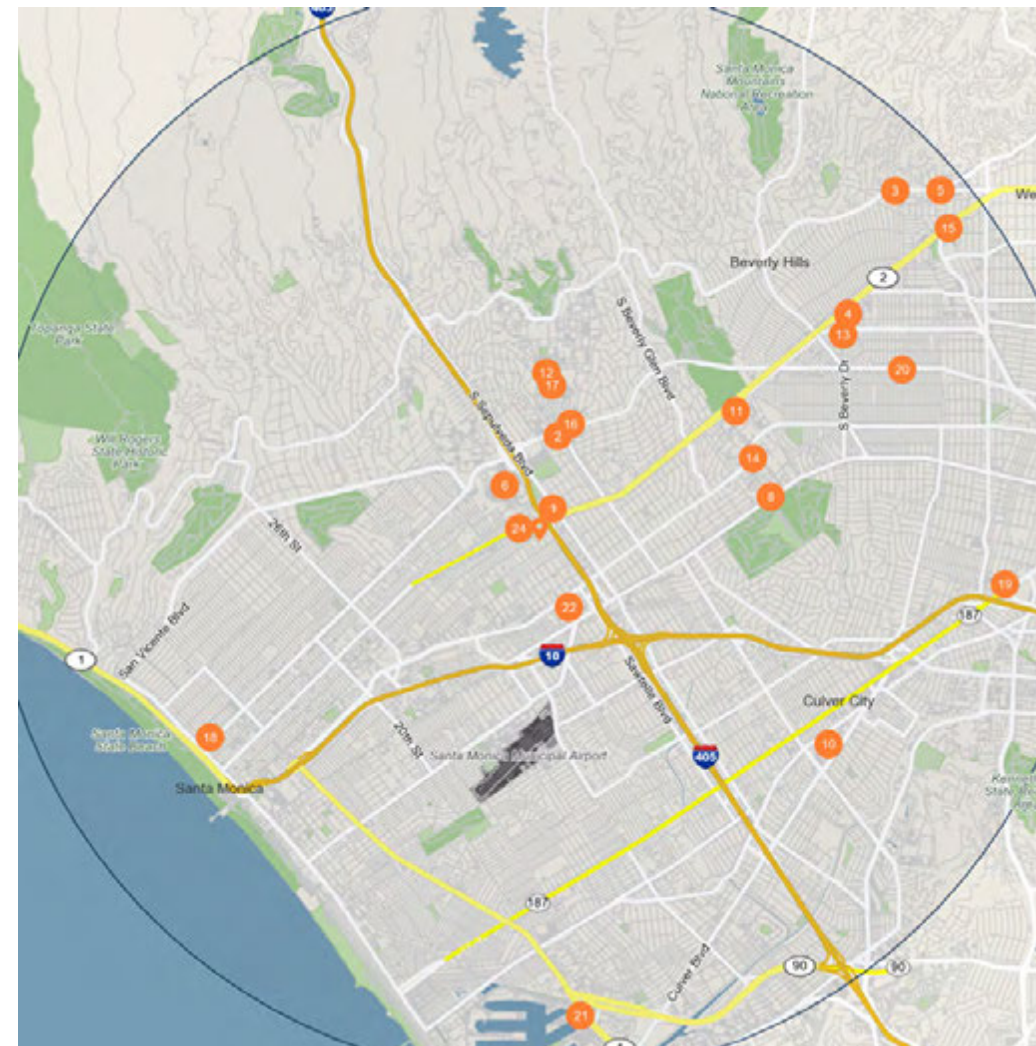 405
Santa Monica
Mountains
National Recreation
Area
3
5
We
15
Beverly Hills
2
S Beverly Glen Blvd
4
13
Topanga State
Park
S Beverly Dr
20
12
17
S Sepulveda Blvd
11
16
2
Will Rogers
State Historic
Park
14
6
8
9
24
26th St
19
22
187
San Vicente Blvd
10
1
Sawtelle Blvd
Culver City
18
Santa Monica
State Beach
20th St
Santa Monica Municipal Airport
10
405
Santa Monica
187
Culver Blvd
90
90
21